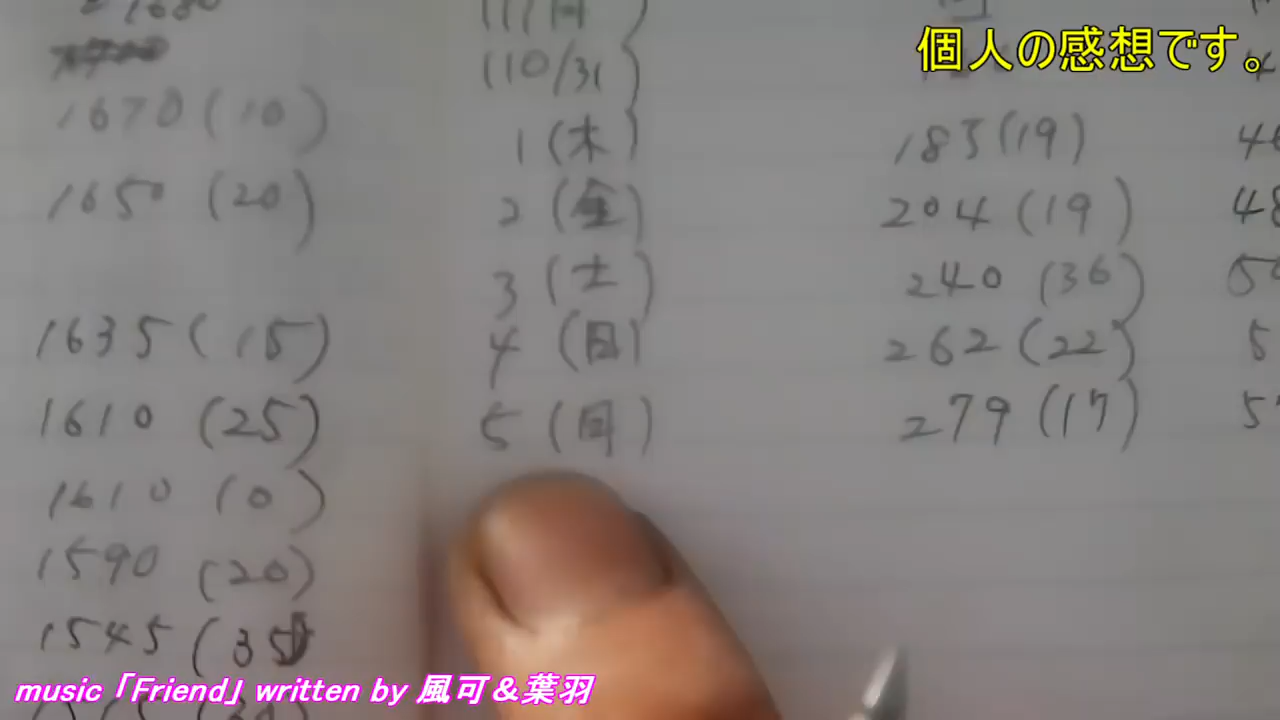 個人の感想です。
1670(10)
1650(20)
1635(15)
1610(25)
1610(0)
1590(20)
1545(35)
(10/31)
1(木)
2(金)
3(土)
4(日)
5(月)
183(19)
204(19)
240(36)
262(22)
279(17)
music「Friend」written by 風可＆葉羽